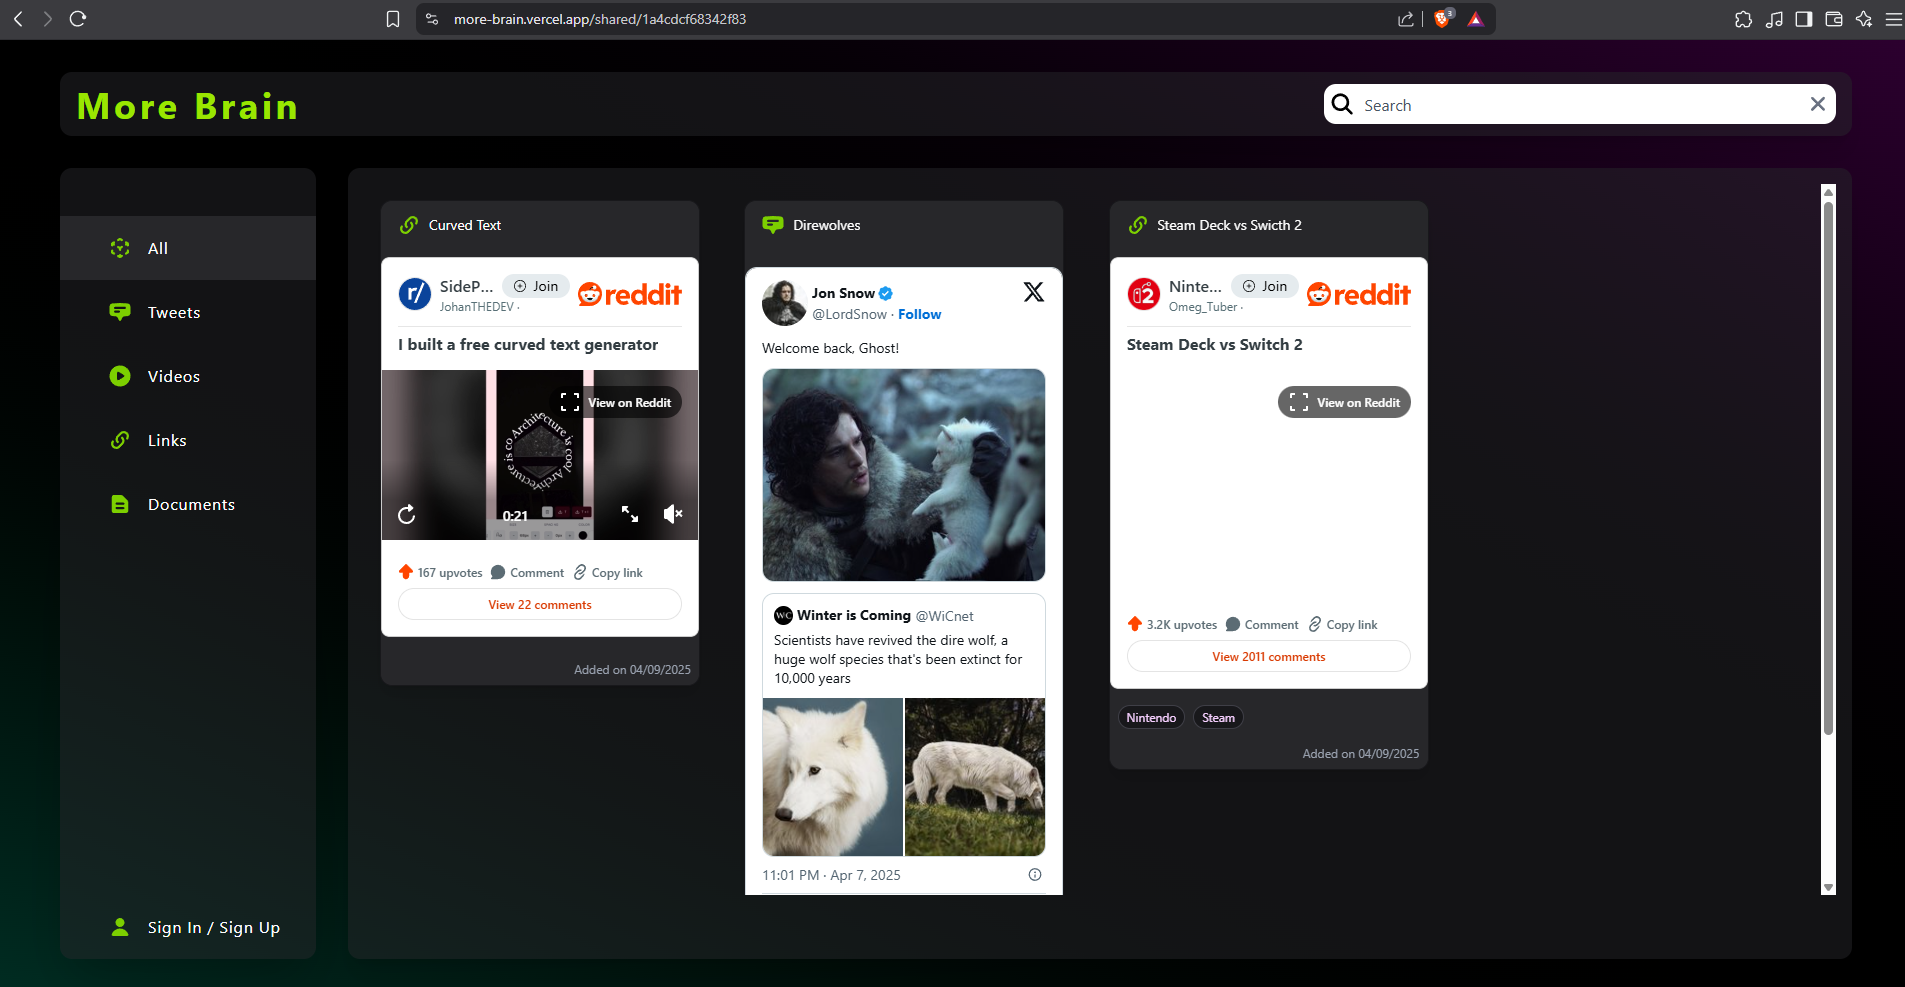 more-brain.vercel.app/shared/1a4cdcf68342f83
3
More Brain
Search
All
Tweets
Videos
Links
Documents
Sign In / Sign Up
Curved Text
r/
SideP...
Join
reddit
JohanTHEDEV ·
I built a free curved text generator
View on Reddit
Architecture is cool Architecture is co
0:21
167 upvotes
Comment
Copy link
View 22 comments
Added on 04/09/2025
Direwolves
Jon Snow
@LordSnow · Follow
Welcome back, Ghost!
WC Winter is Coming @WiCnet
Scientists have revived the dire wolf, a
huge wolf species that's been extinct for
10,000 years
11:01 PM · Apr 7, 2025
Steam Deck vs Swicth 2
2
Ninte...
Join
reddit
Omeg_Tuber ·
Steam Deck vs Switch 2
View on Reddit
3.2K upvotes
Comment
Copy link
View 2011 comments
Nintendo
Steam
Added on 04/09/2025